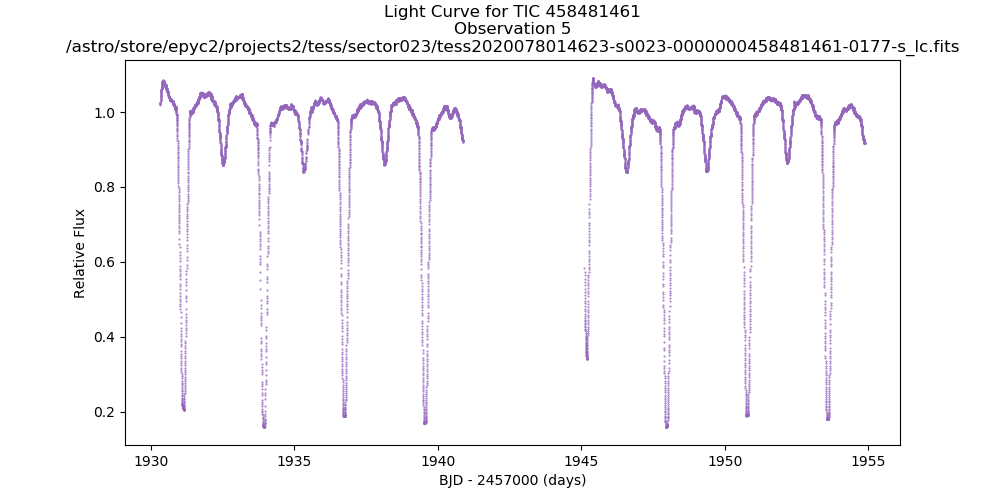 Light Curve for TIC 458481461
Observation 5
/astro/store/epyc2/projects2/tess/sector023/tess2020078014623-s0023-0000000458481461-0177-s_lc.fits
Relative Flux
1.0
0.8
0.6
0.4
0.2
1930 1935 1940 1945 1950 1955
BJD - 2457000 (days)